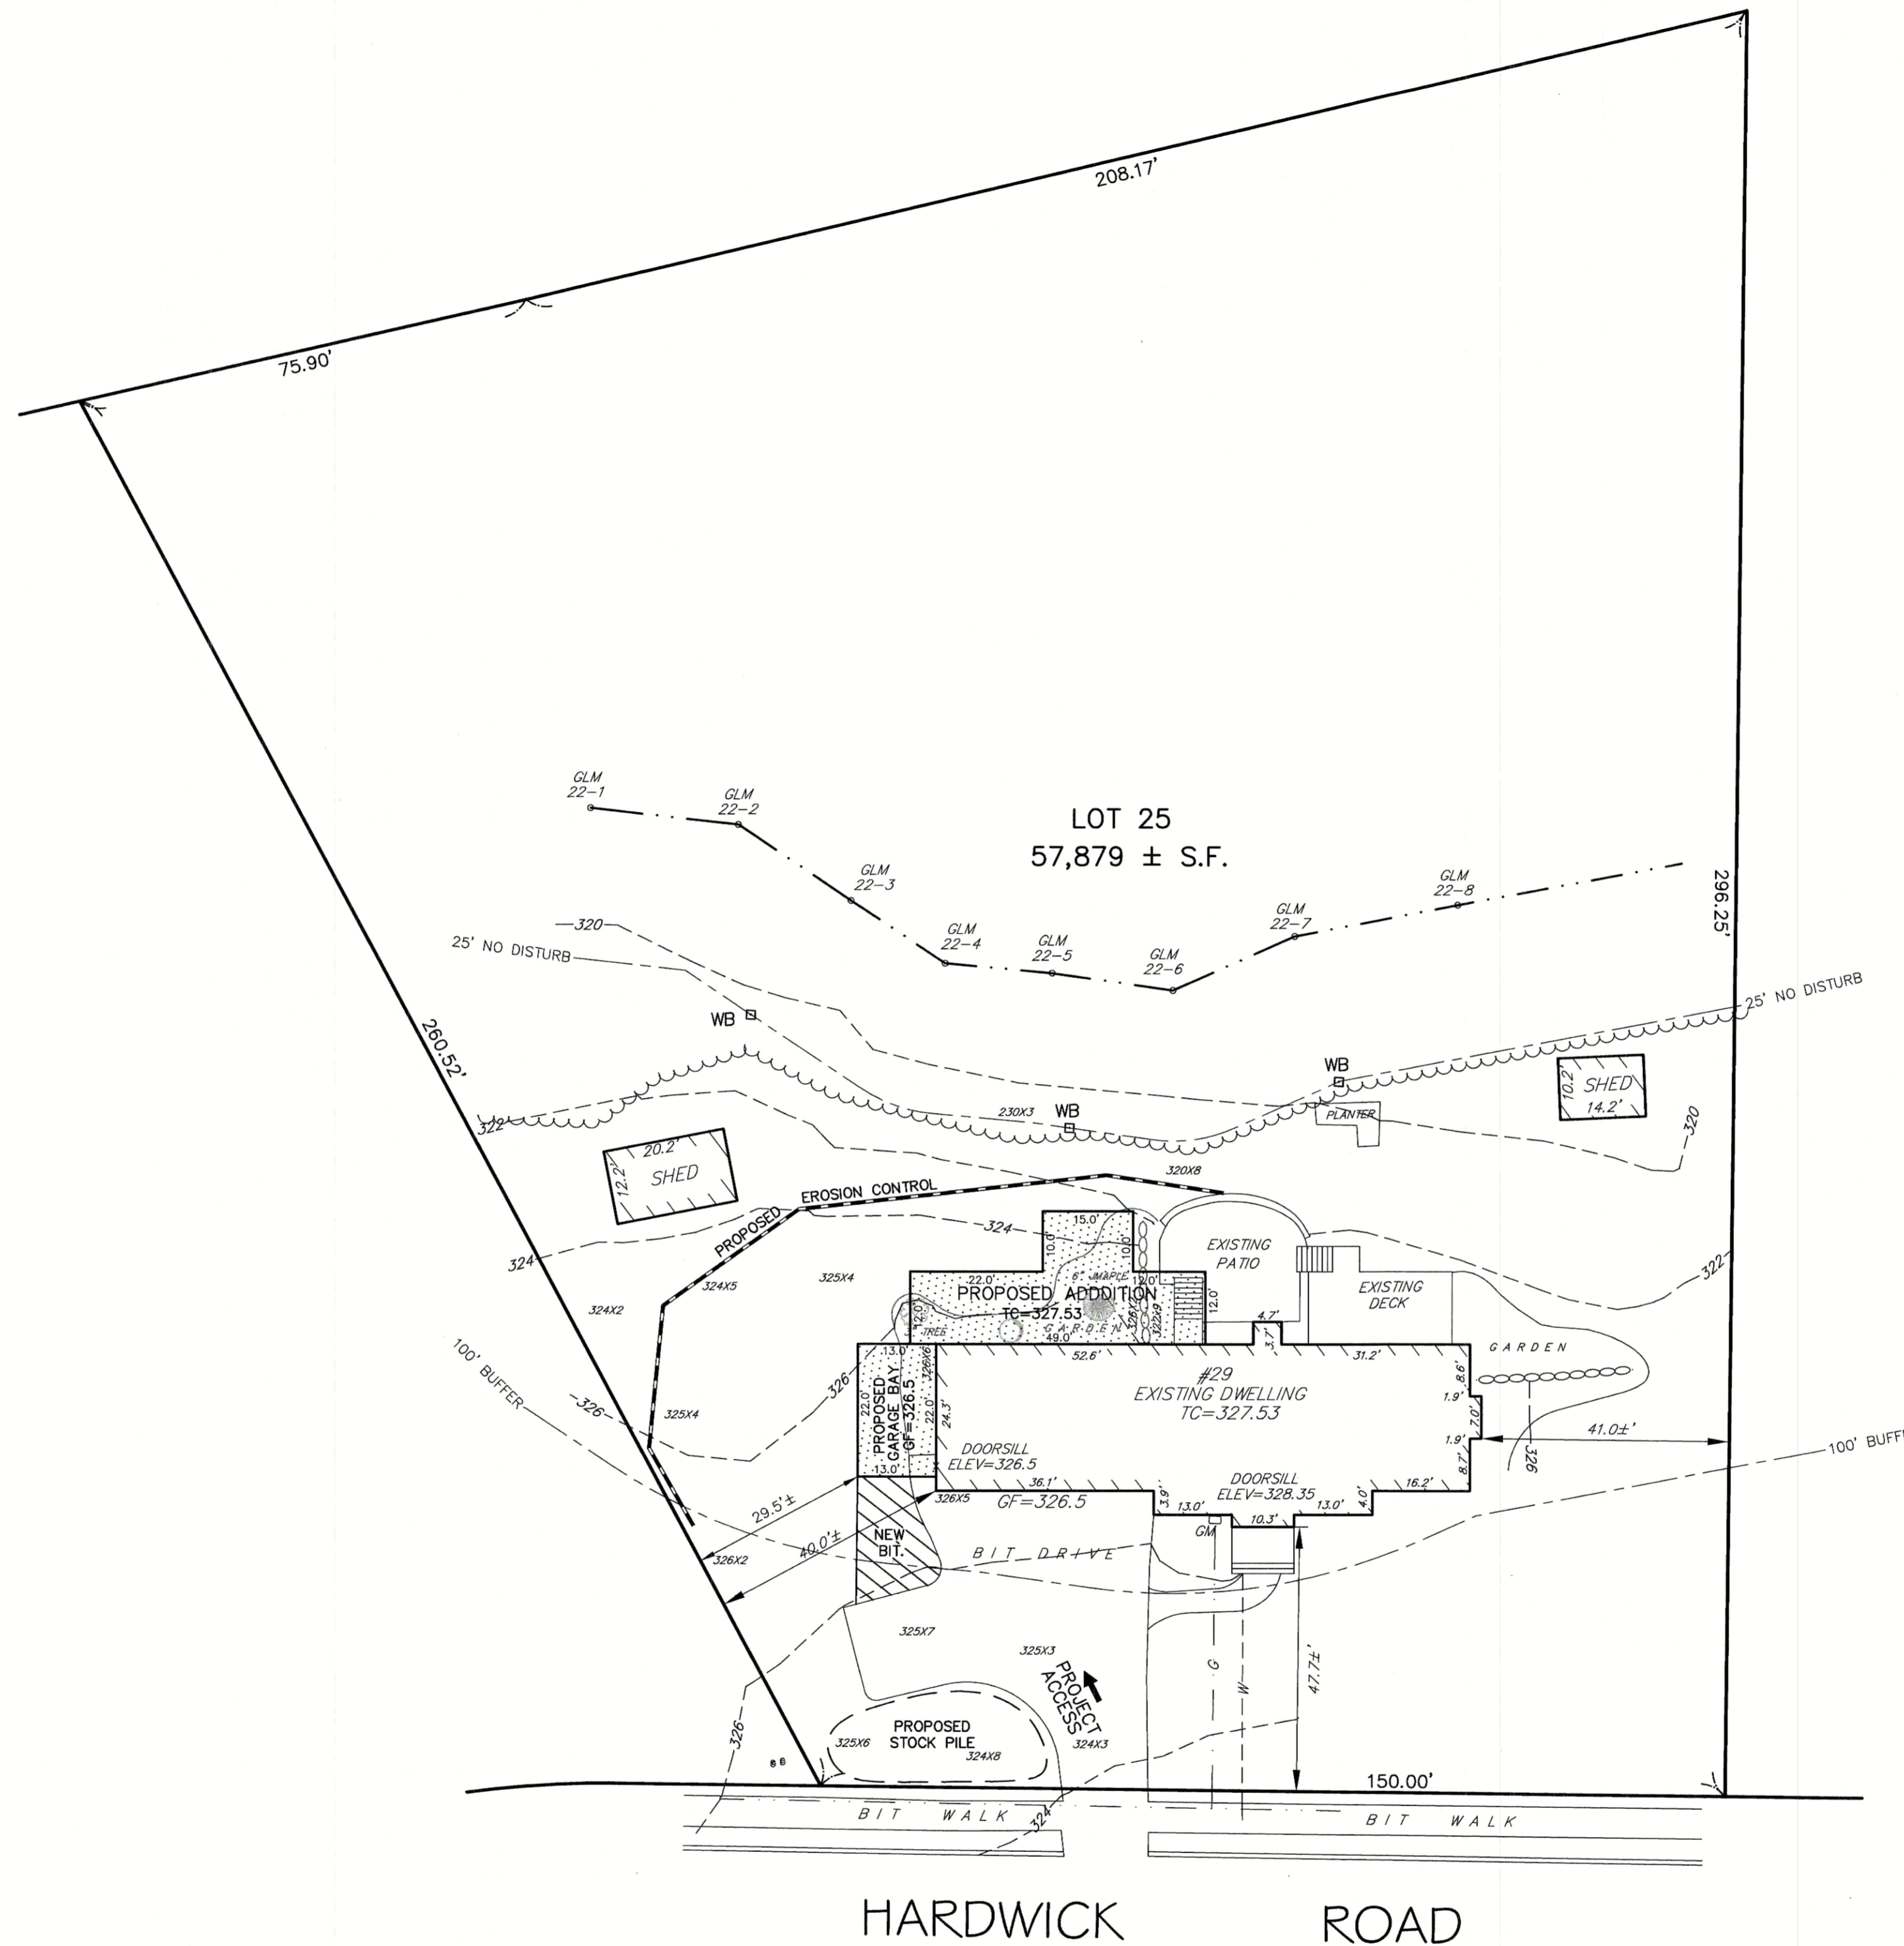 208.17'
75.90'
GLM
22-1
GLM
22-2
LOT 25
57,879 ± S.F.
GLM
22-3
GLM
22-8
296.25'
GLM
22-7
-320
GLM
22-4
GLM
22-5
GLM
22-6
25' NO DISTURB
25' NO DISTURB
WB
260.52'
WB
10.2'
SHED
14.2'
230X3
WB
PLANTER
322
320
20.2'
12.2'
SHED
320X8
EROSION CONTROL
PROPOSED
324
15.0'
10.0'
10.0'
EXISTING
PATIO
324
322
325X4
324X5
324X2
22.0'
6" JMAPLE
12.0'
EXISTING
DECK
PROPOSED ADDDITION
TC=327.53
12.0'
12.0'
TREE
GARDEN
326X2
322X9
49.0'
4.7'
3.7'
100' BUFFER
13.0'
326X6
52.6'
31.2'
GARDEN
326
#29
EXISTING DWELLING
TC=327.53
8.6'
1.9'
7.0'
1.9'
8.7'
22.0'
PROPOSED
GARAGE BAY
GF=326.5
22.0'
24.3'
326
325X4
41.0±'
100' BUFF
326
DOORSILL
ELEV=326.5
DOORSILL
ELEV=328.35
13.0'
36.1'
16.2'
326X5
GF=326.5
3.9'
13.0'
13.0'
4.0'
10.3'
29.5'±
GM
NEW
BIT.
40.0'±
326X2
BIT DRIVE
325X7
325X3
PROJECT
ACCESS
G
W
47.7±'
326
PROPOSED
STOCK PILE
325X6
324X8
324X3
150.00'
BIT WALK
324
BIT WALK
HARDWICK ROAD